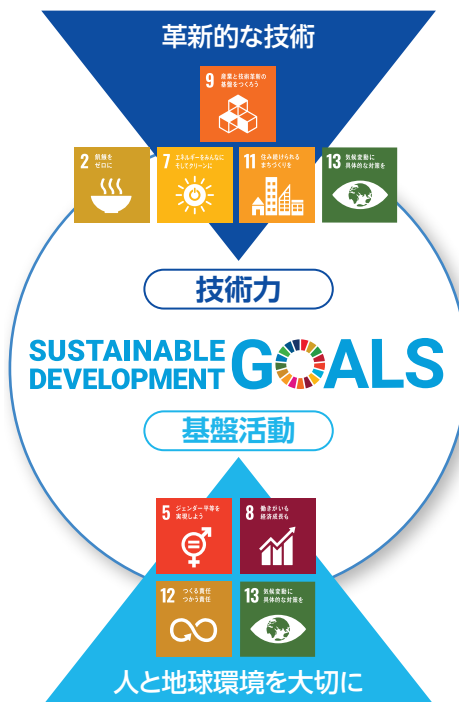 革新的な技術
9 産業と技術革新の
基盤をつくろう
2 飢餓を
ゼロに
7 エネルギーをみんなに
そしてクリーンに
11 住み続けられる
まちづくりを
13 気候変動に
具体的な対策を
技術力
SUSTAINABLE
DEVELOPMENT
GOALS
基盤活動
5 ジェンダー平等を
実現しよう
8 働きがいも
経済成長も
12 つくる責任
つかう責任
13 気候変動に
具体的な対策を
人と地球環境を大切に